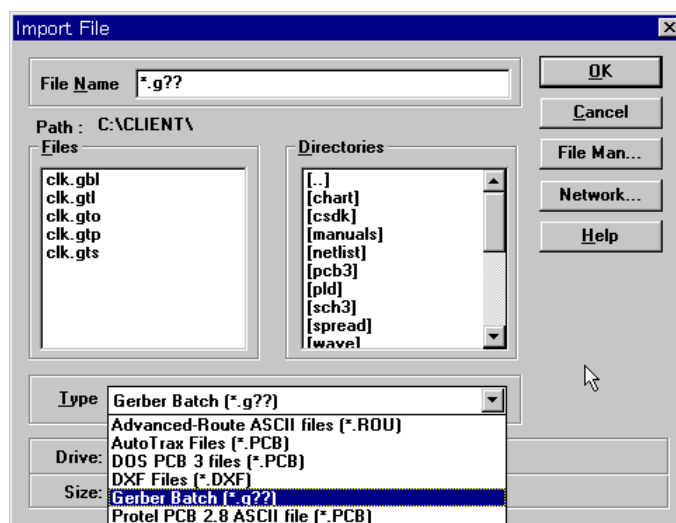 Import File
File Name *.g??
OK
Path : C:\CLIENT\
Cancel
Files
Directories
File Man...
clk.gbl
clk.gtl
clk.gto
clk.gtp
clk.gts
[..]
[chart]
[csdk]
[manuals]
[netlist]
[pcb3]
[pld]
[sch3]
[spread]
[wave]
Network...
Help
Type Gerber Batch (*.g??)
Advanced-Route ASCII files (*.ROU)
AutoTrax Files (*.PCB)
DOS PCB 3 files (*.PCB)
DXF Files (*.DXF)
Gerber Batch (*.g??)
Protel PCB 2.8 ASCII file (*.PCB)
Drive:
Size: